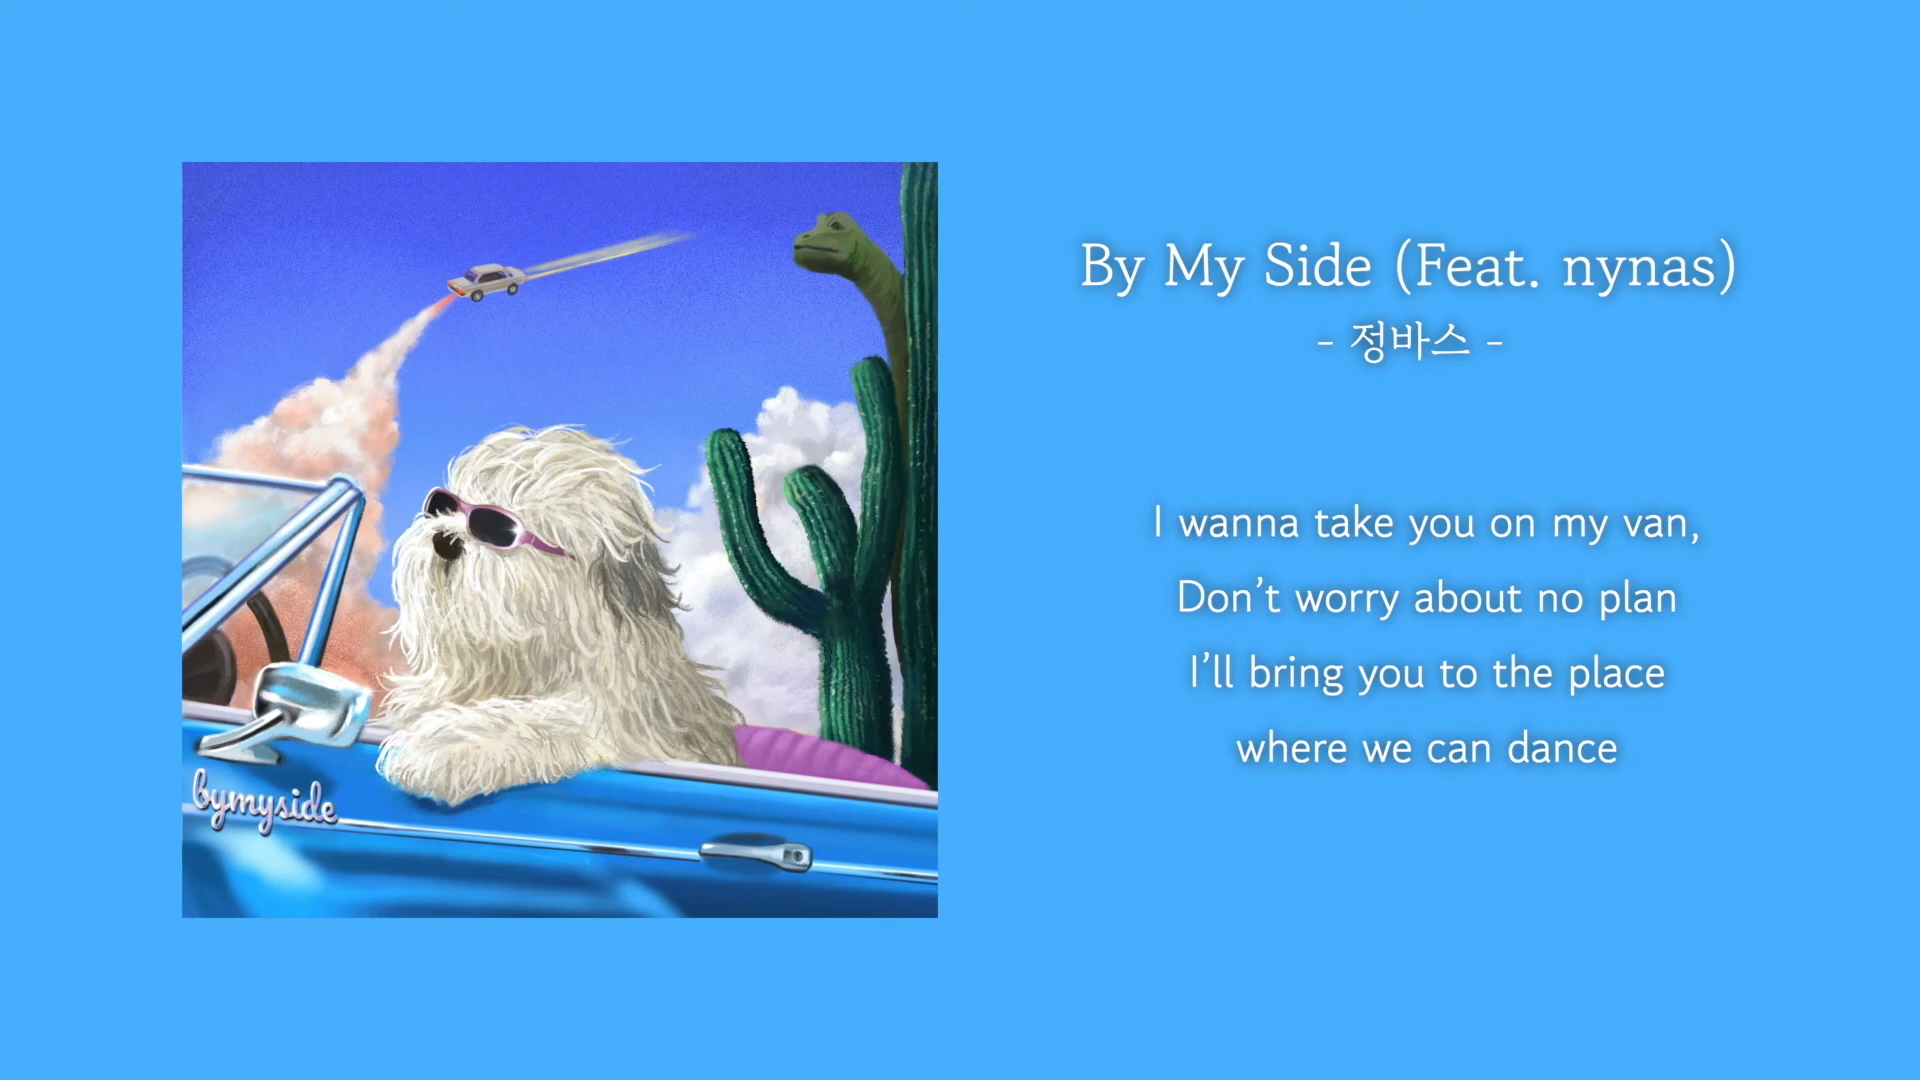 By My Side (Feat. nynas)
- 정바스 -
I wanna take you on my van,
Don't worry about no plan
I'll bring you to the place
where we can dance
bymyside